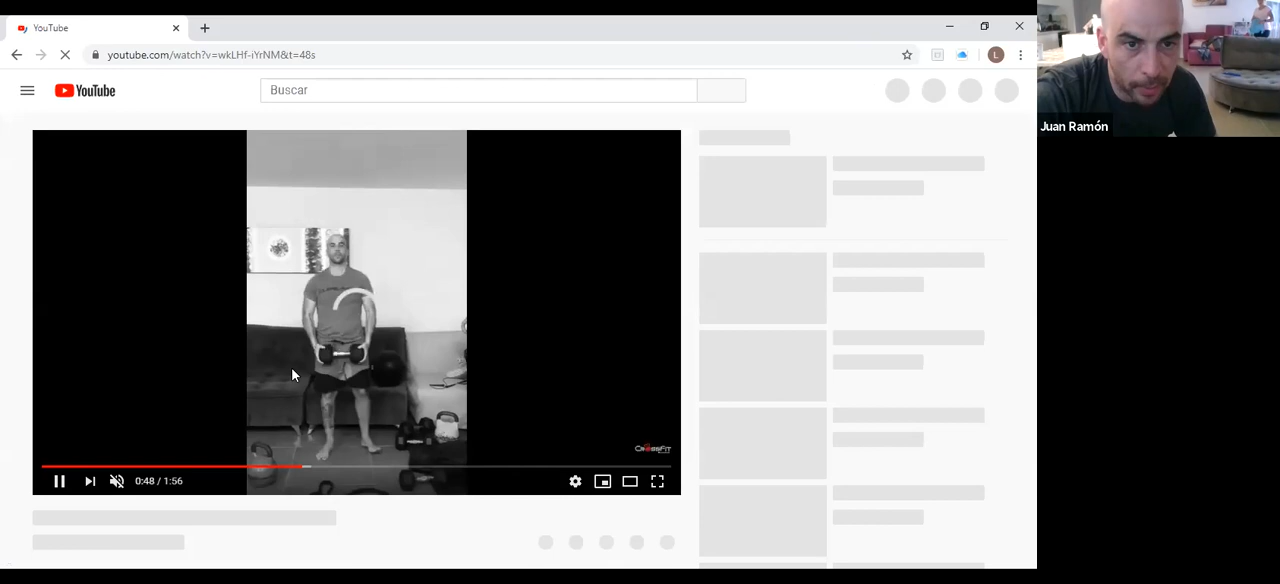 YouTube
youtube.com/watch?v=wkLHf-iYrNM&t=48s
L
YouTube
Buscar
Juan Ramón
CROSSFIT
0:48 / 1:56